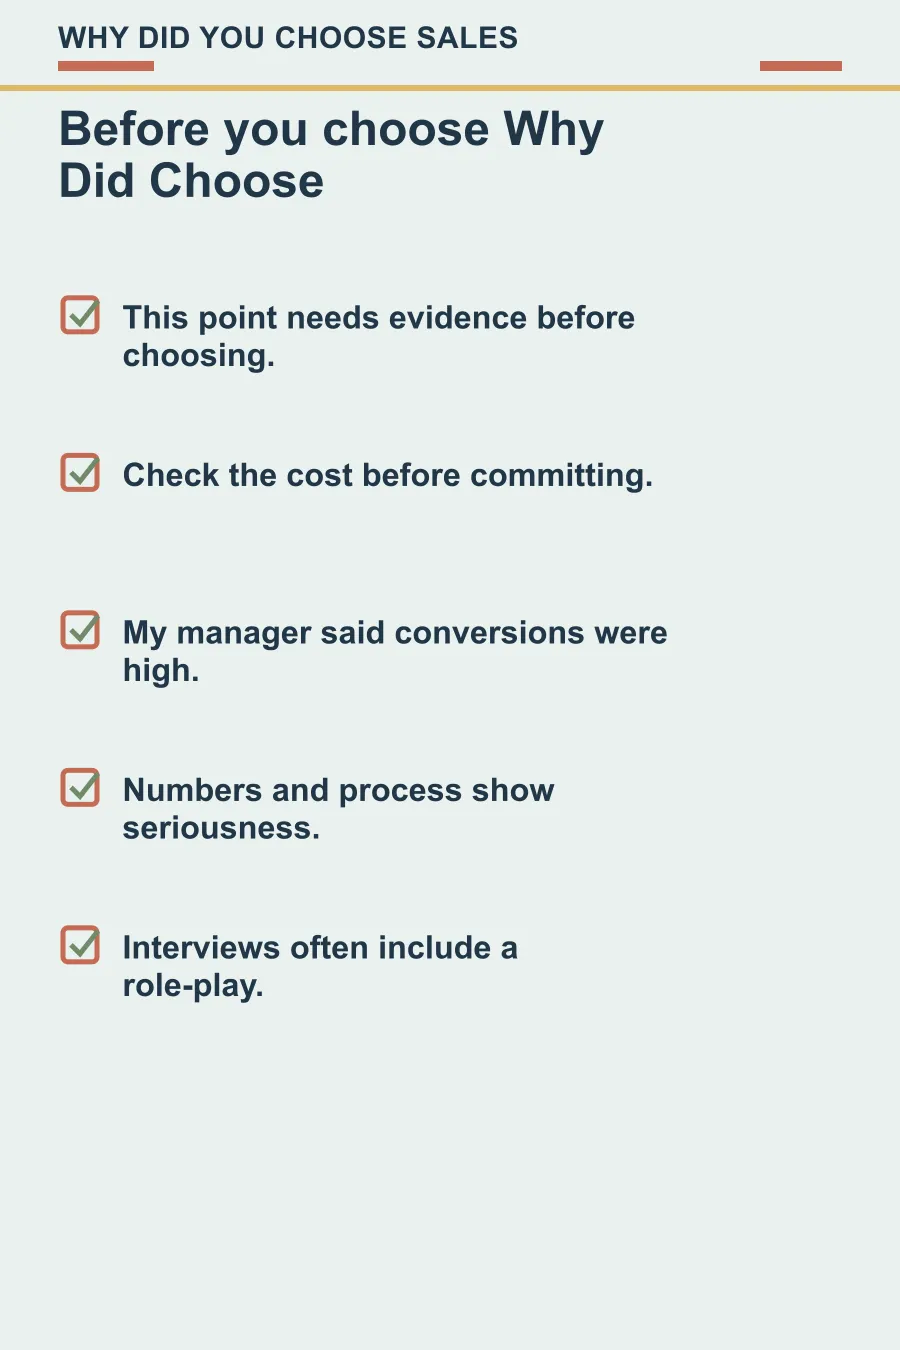 WHY DID YOU CHOOSE SALES
Before you choose Why
Did Choose
This point needs evidence before
choosing.
Check the cost before committing.
My manager said conversions were
high.
Numbers and process show
seriousness.
Interviews often include a
role-play.